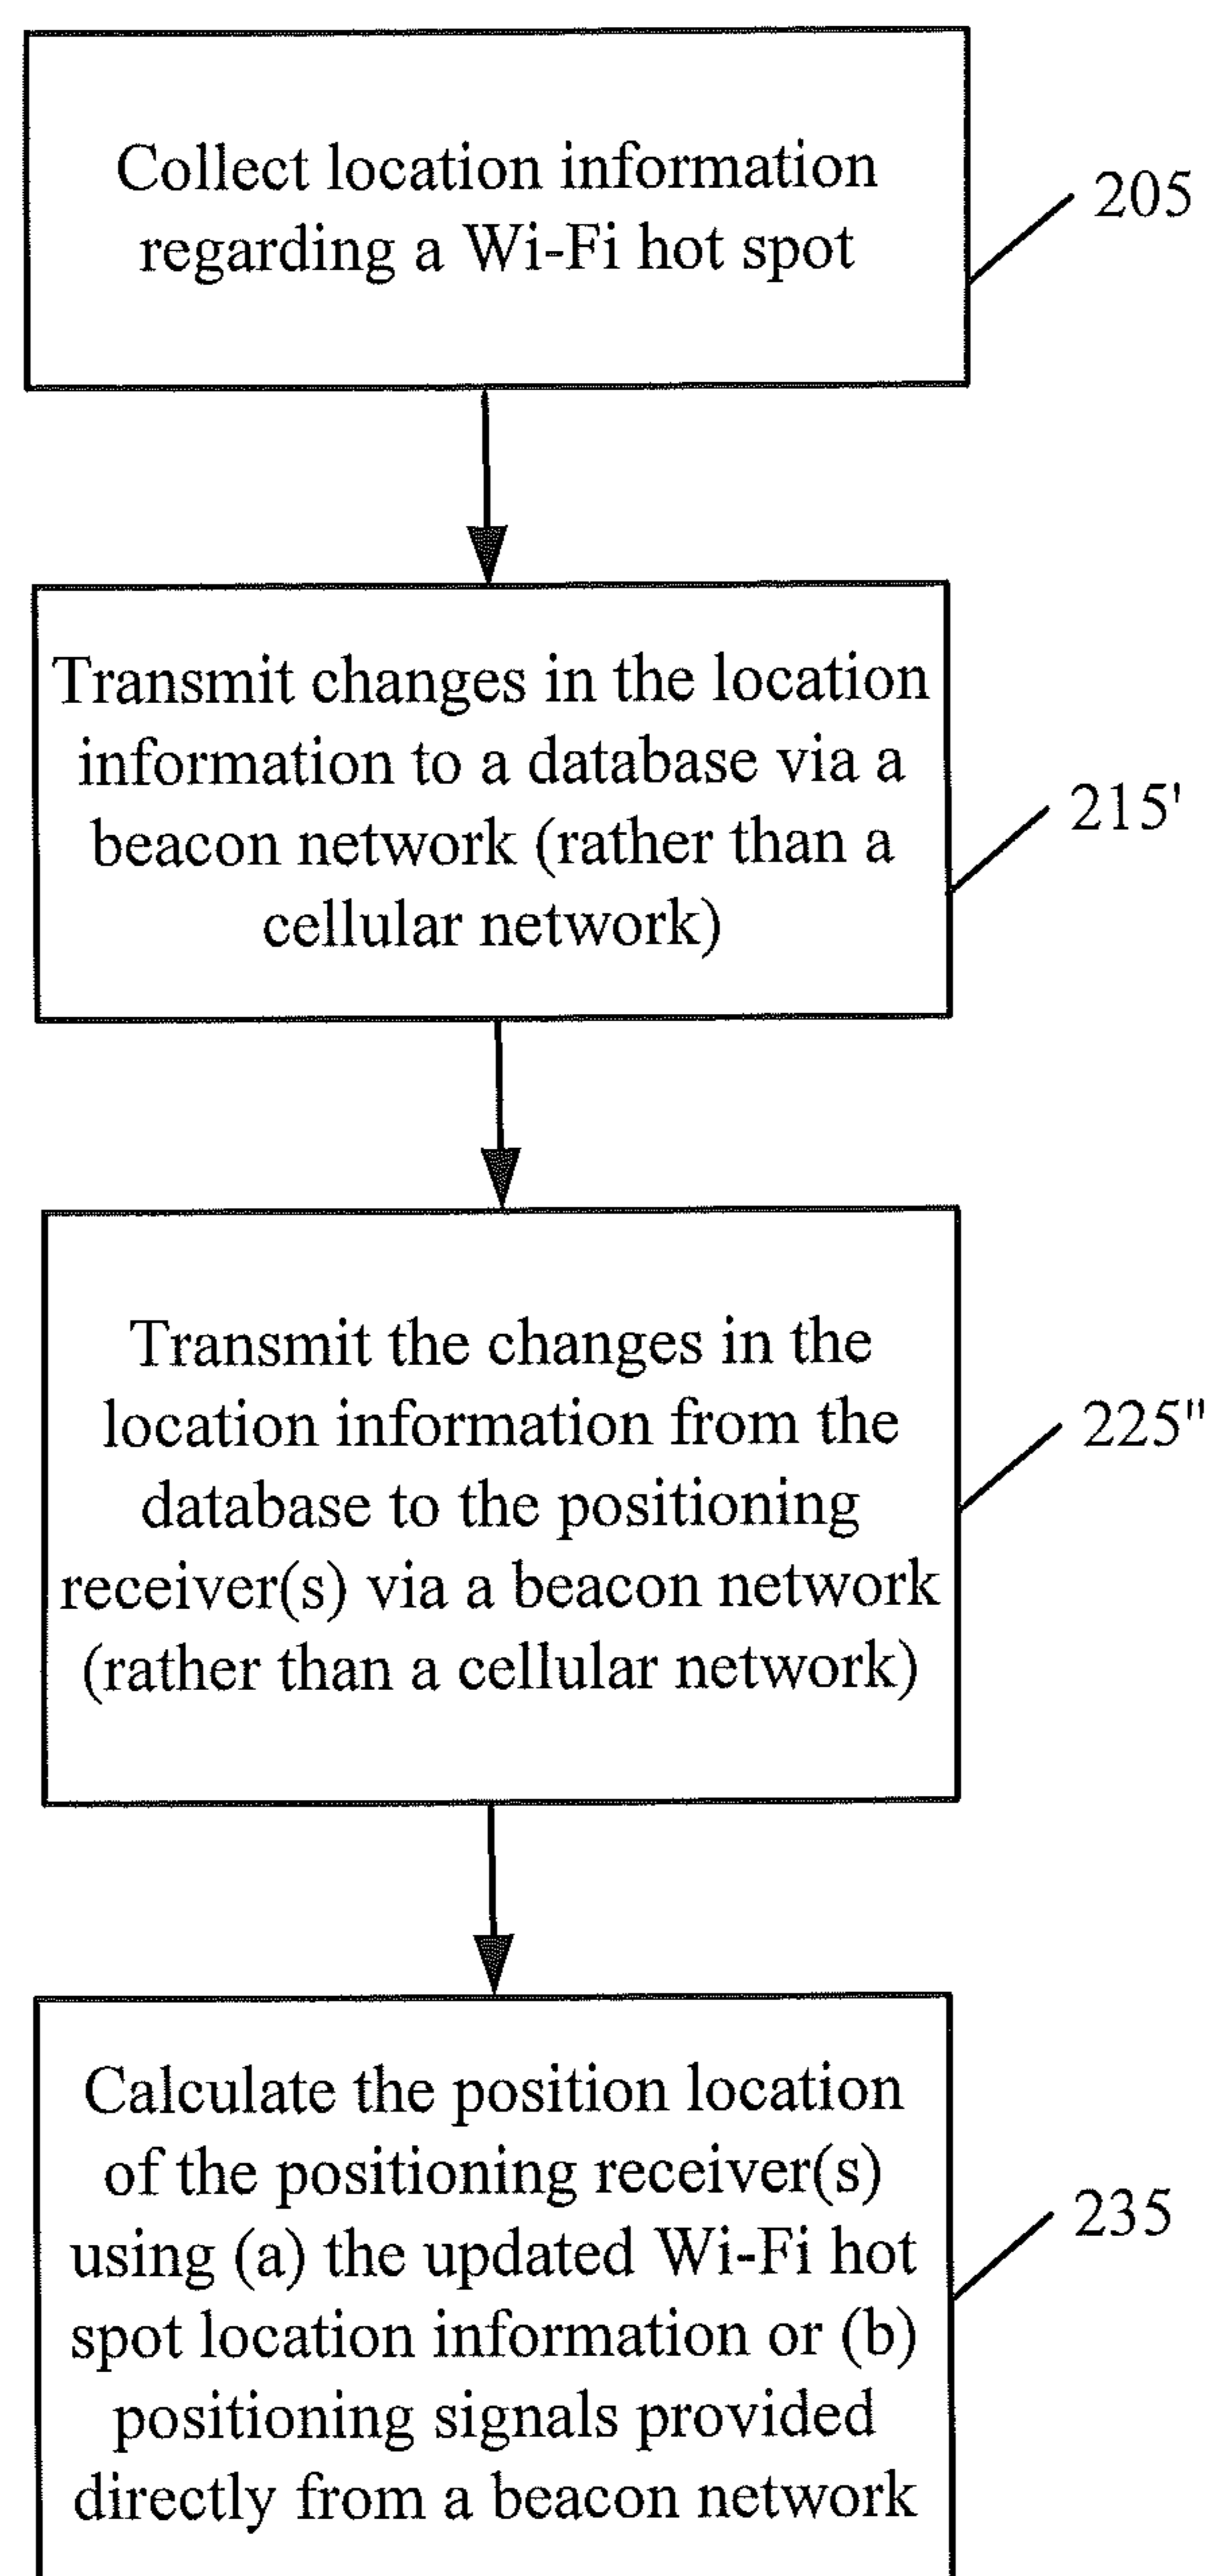 Collect location information
regarding a Wi-Fi hot spot
205
Transmit changes in the location
information to a database via a
beacon network (rather than a
cellular network)
215'
Transmit the changes in the
location information from the
database to the positioning
receiver(s) via a beacon network
(rather than a cellular network)
225"
Calculate the position location
of the positioning receiver(s)
using (a) the updated Wi-Fi hot
spot location information or (b)
positioning signals provided
directly from a beacon network
235